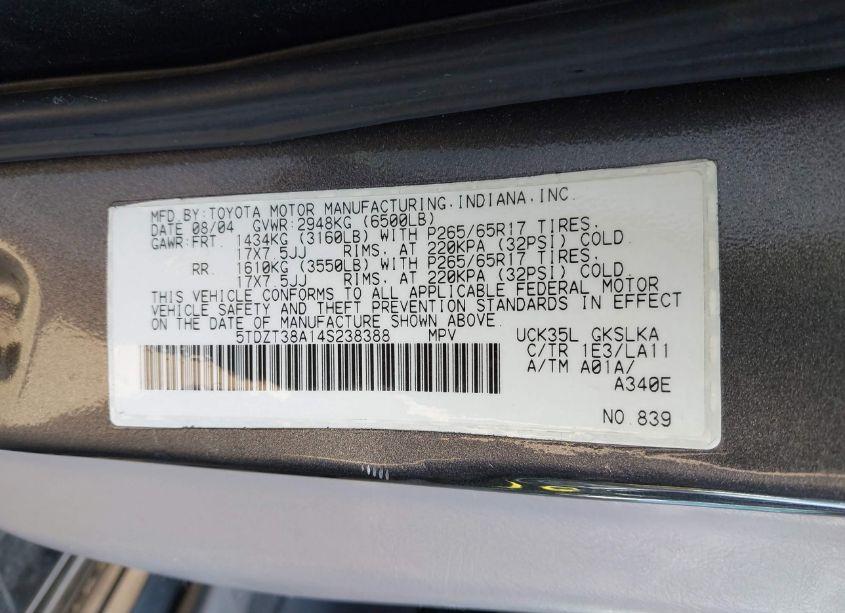 MFD.BY:TOYOTA MOTOR MANUFACTURING,INDIANA,INC.
DATE 08/04 GVWR:2948KG (6500LB)
GAWR:FRT. 1434KG (3160LB) WITH P265/65R17 TIRES.
17X7.5JJ RIMS. AT 220KPA (32PSI) COLD.
RR. 1610KG (3550LB) WITH P265/65R17 TIRES.
17X7.5JJ RIMS. AT 220KPA (32PSI) COLD.
THIS VEHICLE CONFORMS TO ALL APPLICABLE FEDERAL MOTOR
VEHICLE SAFETY AND THEFT PREVENTION STANDARDS IN EFFECT
ON THE DATE OF MANUFACTURE SHOWN ABOVE.
5TDZT38A14S238388 MPV UCK35L GKSLKA
C/TR 1E3/LA11
A/TM A01A/
A340E
NO.839